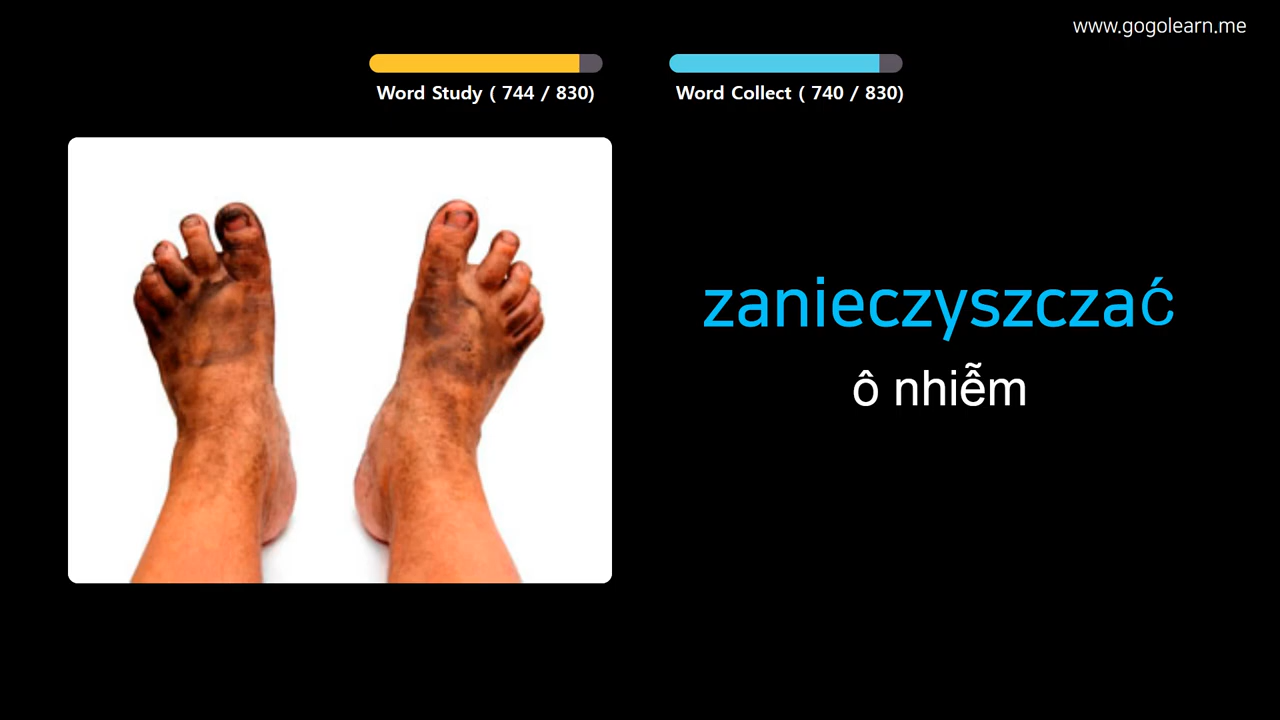 www.gogolearn.me
Word Study ( 744 / 830)
Word Collect ( 740 / 830)
zanieczyszczać
ô nhiễm